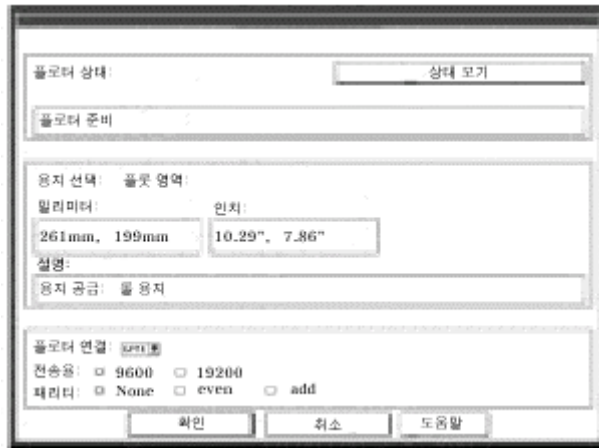 플로터 상태: 상태 보기
플로터 준비
용지 선택: 플롯 영역:
밀리미터: 인치:
261mm, 199mm 10.29", 7.86"
설명:
용지 공급: 롤 용지
플로터 연결:
전송율: 9600 19200
패리티: None even add
확인 취소 도움말